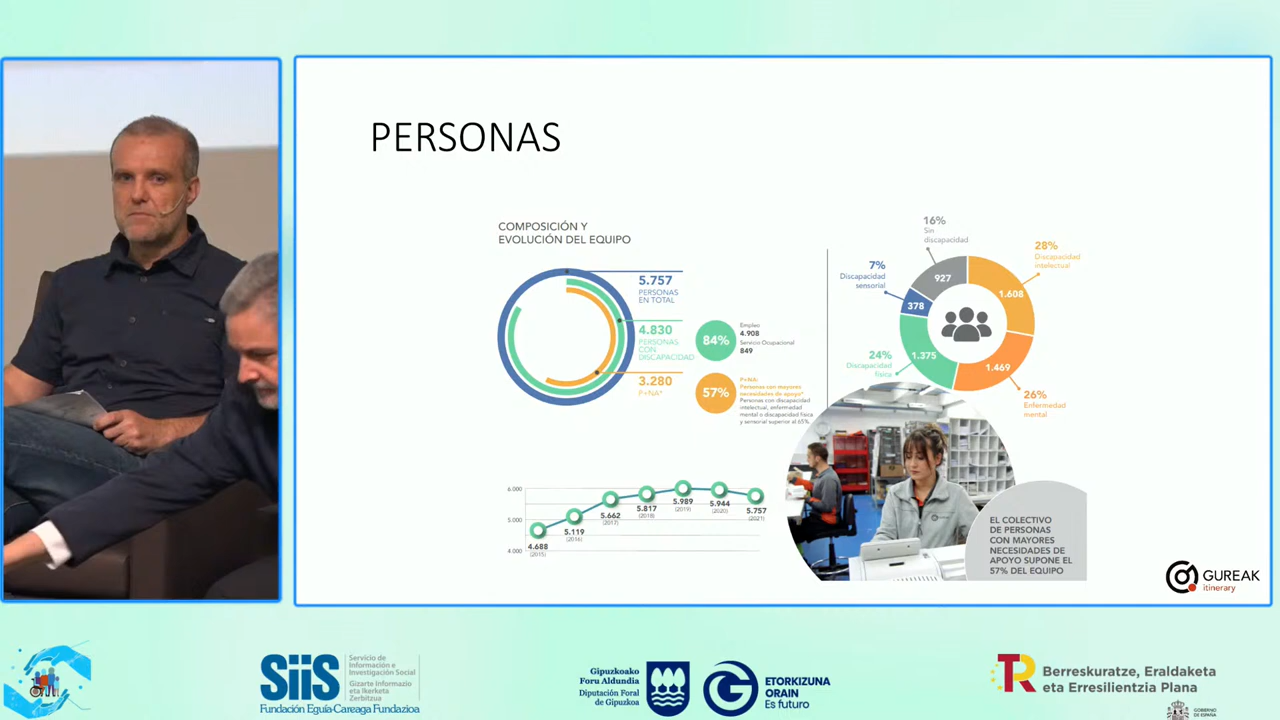 PERSONAS
COMPOSICIÓN Y
EVOLUCIÓN DEL EQUIPO
5.757
PERSONAS
EN TOTAL
4.830
PERSONAS
CON
DISCAPACIDAD
3.280
P+NA*
84%
Empleo
4.908
Servicio Ocupacional
849
57%
P+NA:
Personas con mayores
necesidades de apoyo*
Personas con discapacidad
intelectual, enfermedad
mental o discapacidad física
y sensorial superior al 65%
6.000
5.000
4.000
4.688
(2015)
5.119
(2016)
5.662
(2017)
5.817
(2018)
5.989
(2019)
5.944
(2020)
5.757
(2021)
16%
Sin
discapacidad
927
28%
Discapacidad
intelectual
1.608
7%
Discapacidad
sensorial
378
24%
Discapacidad
física
1.375
26%
Enfermedad
mental
1.469
EL COLECTIVO
DE PERSONAS
CON MAYORES
NECESIDADES DE
APOYO SUPONE EL
57% DEL EQUIPO
GUREAK
itinerary
SiiS
Servicio de
Información e
Investigación Social
Gizarte Informazio
eta Ikerketa
Zerbitzua
Fundación Eguía-Careaga Fundazioa
Gipuzkoako
Foru Aldundia
Diputación Foral
de Gipuzkoa
ETORKIZUNA
ORAIN
Es futuro
Berreskuratze, Eraldaketa
eta Erresilientzia Plana
GOBIERNO
DE ESPAÑA